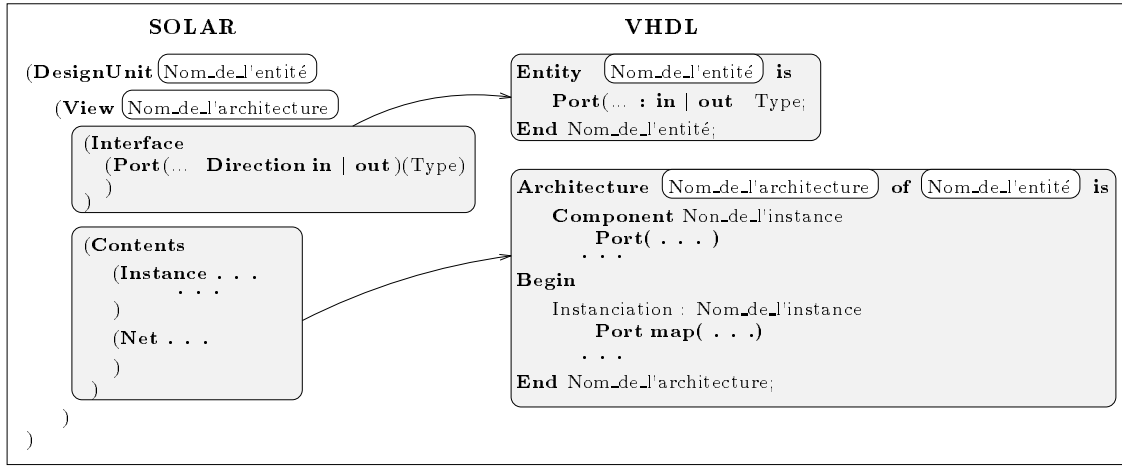 SOLAR
(DesignUnit Nom_de_l'entité
(View Nom_de_l'architecture
(Interface
(Port(... Direction in | out)(Type)
)
)
(Contents
(Instance . . .
. . .
)
(Net . . .
)
)
)
)
VHDL
Entity Nom_de_l'entité is
Port(... : in | out Type;
End Nom_de_l'entité;
Architecture Nom_de_l'architecture of Nom_de_l'entité is
Component Non_de_l'instance
Port( . . . )
. . .
Begin
Instanciation : Nom_de_l'instance
Port map( . . .)
. . .
End Nom_de_l'architecture;